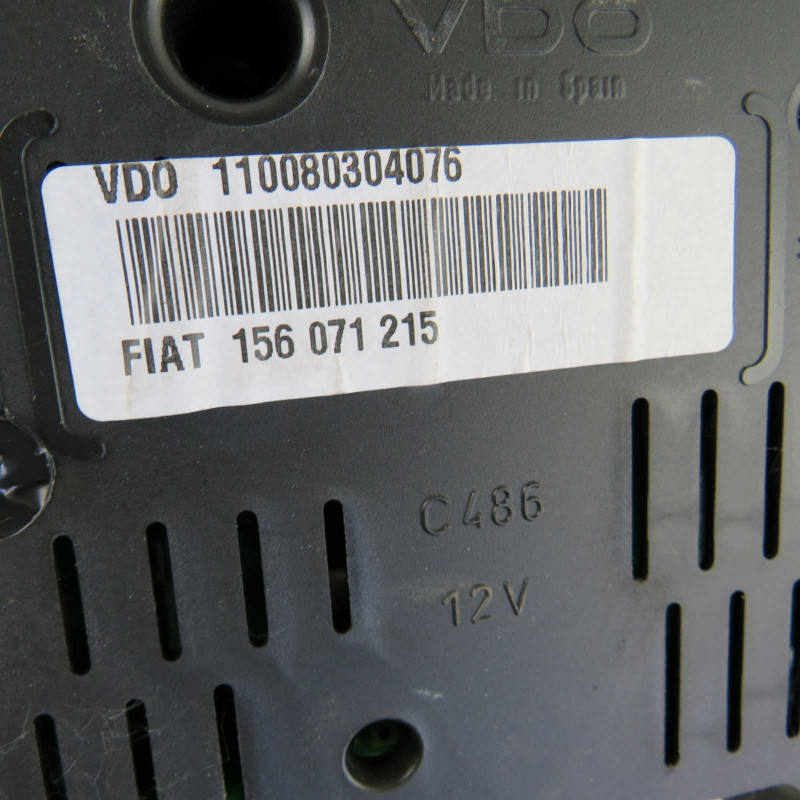 VDO
Made in Spain
VDO 110080304076
FIAT 156 071 215
C486
12V